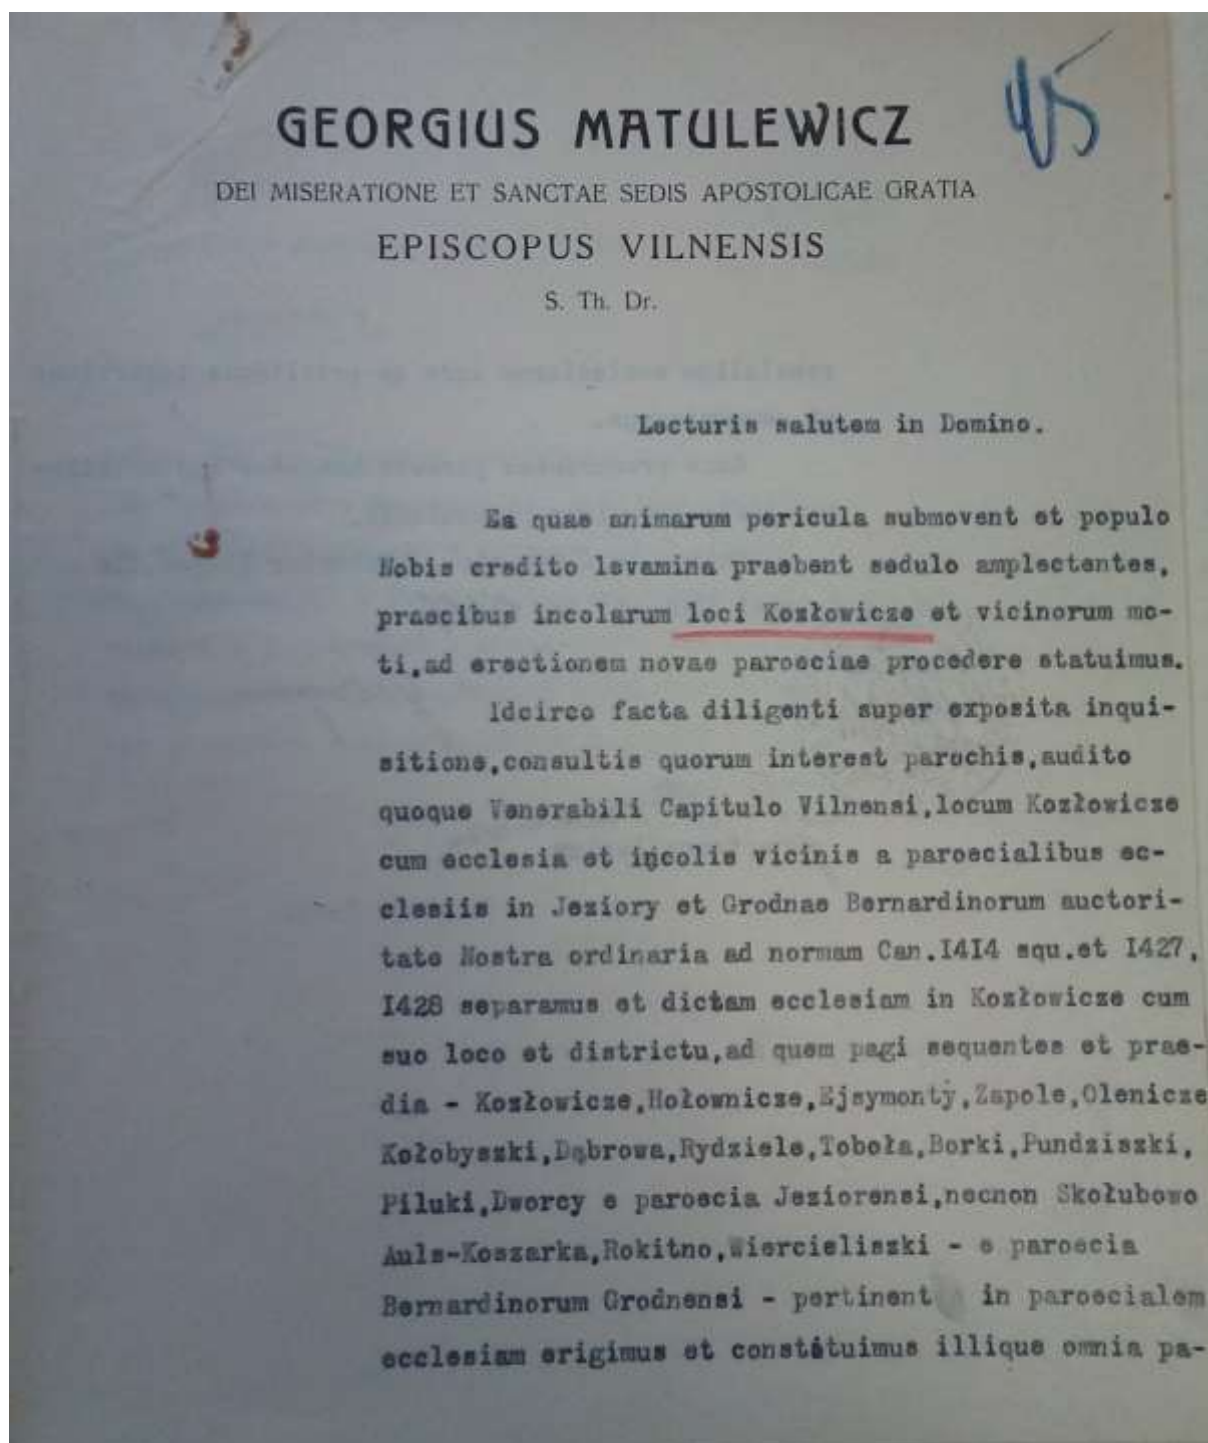 45
GEORGIUS MATULEWICZ
DEI MISERATIONE ET SANCTAE SEDIS APOSTOLICAE GRATIA
EPISCOPUS VILNENSIS
S. Th. Dr.
Lecturis salutem in Domino.
Ea quae animarum pericula submovent et populo
Nobis credito levamina praebent sedulo amplectentes,
praecibus incolarum loci Kozłowicze et vicinorum mo-
ti,ad erectionem novae paroeciae procedere statuimus.
Idcirco facta diligenti super exposita inqui-
sitione,consultis quorum interest parochis,audito
quoque Venerabili Capitulo Vilnensi,locum Kozłowicze
cum ecclesia et incolis vicinis a paroecialibus ec-
clesiis in Jeziory et Grodnae Bernardinorum auctori-
tate Nostra ordinaria ad normam Can.I4I4 squ.et I427,
I428 separamus et dictam ecclesiam in Kozłowicze cum
suo loco et districtu,ad quem pagi sequentes et prae-
dia - Kozłowicze,Hołownicze,Ejsymonty,Zapole,Olenicze
Kołobyszki,Dąbrowa,Rydziele,Toboła,Borki,Pundziszki,
Piluki,Dworcy e paroecia Jeziorensi,necnon Skołubowo
Auls-Koszarka,Rokitno,Wiercieliszki - e paroecia
Bernardinorum Grodnensi - pertinent in paroecialem
ecclesiam erigimus et constituimus illique omnia pa-